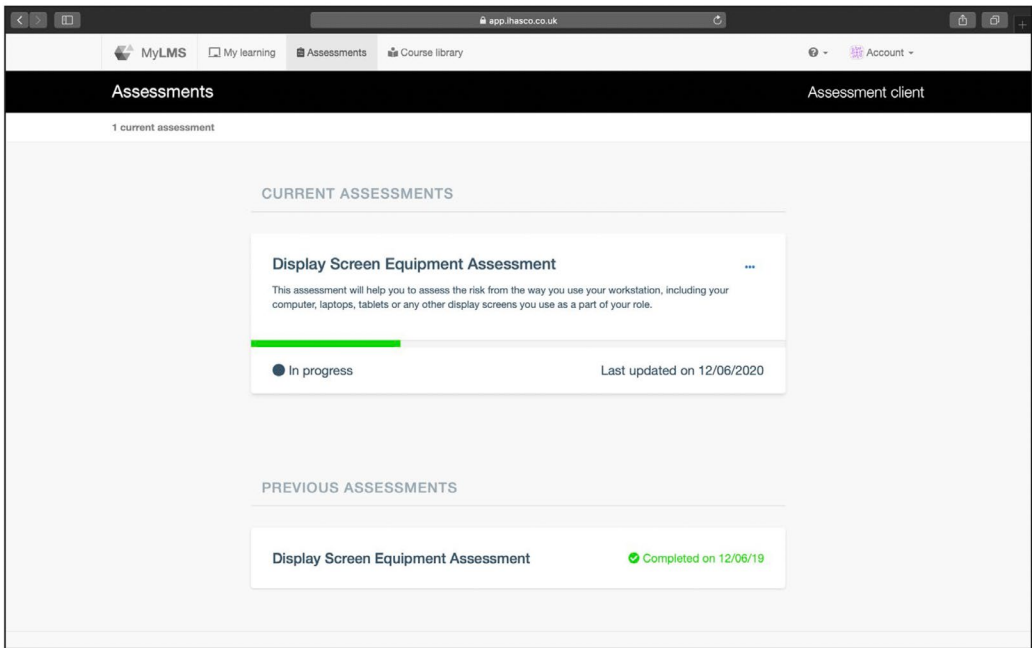 app.ihasco.co.uk
MyLMS My learning Assessments Course library Account
Assessments Assessment client
1 current assessment
CURRENT ASSESSMENTS
Display Screen Equipment Assessment
This assessment will help you to assess the risk from the way you use your workstation, including your
computer, laptops, tablets or any other display screens you use as a part of your role.
In progress Last updated on 12/06/2020
PREVIOUS ASSESSMENTS
Display Screen Equipment Assessment Completed on 12/06/19